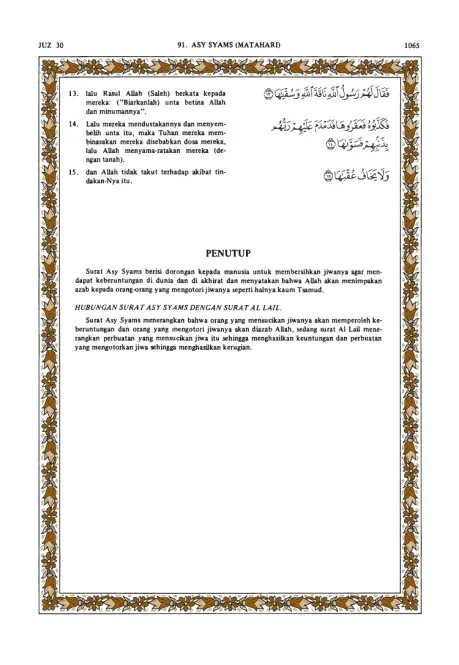 JUZ 30 91. ASY SYAMS (MATAHARI) 1065
13. lalu Rasul Allah (Saleh) berkata kepada
mereka: ("Biarkanlah) unta betina Allah
dan minumannya".
فَقَالَ لَهُمْ رَسُولُ اللَّهِ نَاقَةَ اللَّهِ وَسُقْيَاهَا ١٣
14. Lalu mereka mendustakannya dan menyem-
belih unta itu, maka Tuhan mereka mem-
binasakan mereka disebabkan dosa mereka,
lalu Allah menyama-ratakan mereka (de-
ngan tanah).
فَكَذَّبُوهُ فَعَقَرُوهَا فَدَمْدَمَ عَلَيْهِمْ رَبُّهُم
بِذَنبِهِمْ فَسَوَّاهَا ١٤
15. dan Allah tidak takut terhadap akibat tin-
dakan-Nya itu.
وَلَا يَخَافُ عُقْبَاهَا ١٥
PENUTUP
Surat Asy Syams berisi dorongan kepada manusia untuk membersihkan jiwanya agar men-
dapat keberuntungan di dunia dan di akhirat dan menyatakan bahwa Allah akan menimpakan
azab kepada orang-orang yang mengotori jiwanya seperti halnya kaum Tsamud.
HUBUNGAN SURAT ASY SYAMS DENGAN SURAT AL LAIL.
Surat Asy Syams menerangkan bahwa orang yang mensucikan jiwanya akan memperoleh ke-
beruntungan dan orang yang mengotori jiwanya akan diazab Allah, sedang surat Al Lail mene-
rangkan perbuatan yang mensucikan jiwa itu sehingga menghasilkan keuntungan dan perbuatan
yang mengotorkan jiwa sehingga menghasilkan kerugian.